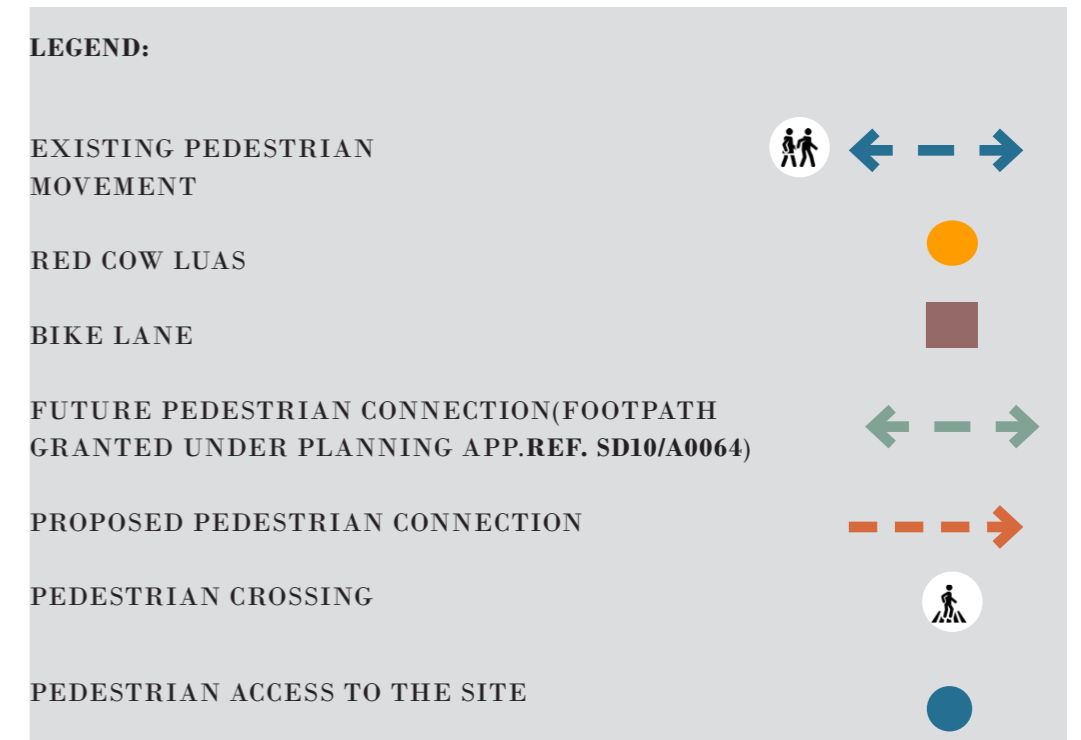 LEGEND:
EXISTING PEDESTRIAN
MOVEMENT
RED COW LUAS
BIKE LANE
FUTURE PEDESTRIAN CONNECTION(FOOTPATH
GRANTED UNDER PLANNING APP.REF. SD10/A0064)
PROPOSED PEDESTRIAN CONNECTION
PEDESTRIAN CROSSING
PEDESTRIAN ACCESS TO THE SITE